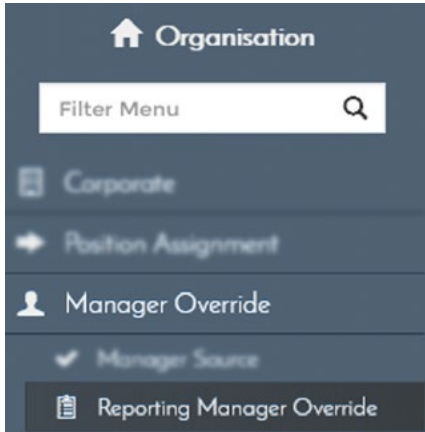 Organisation
Filter Menu
Corporate
Position Assignment
Manager Override
Manager Source
Reporting Manager Override